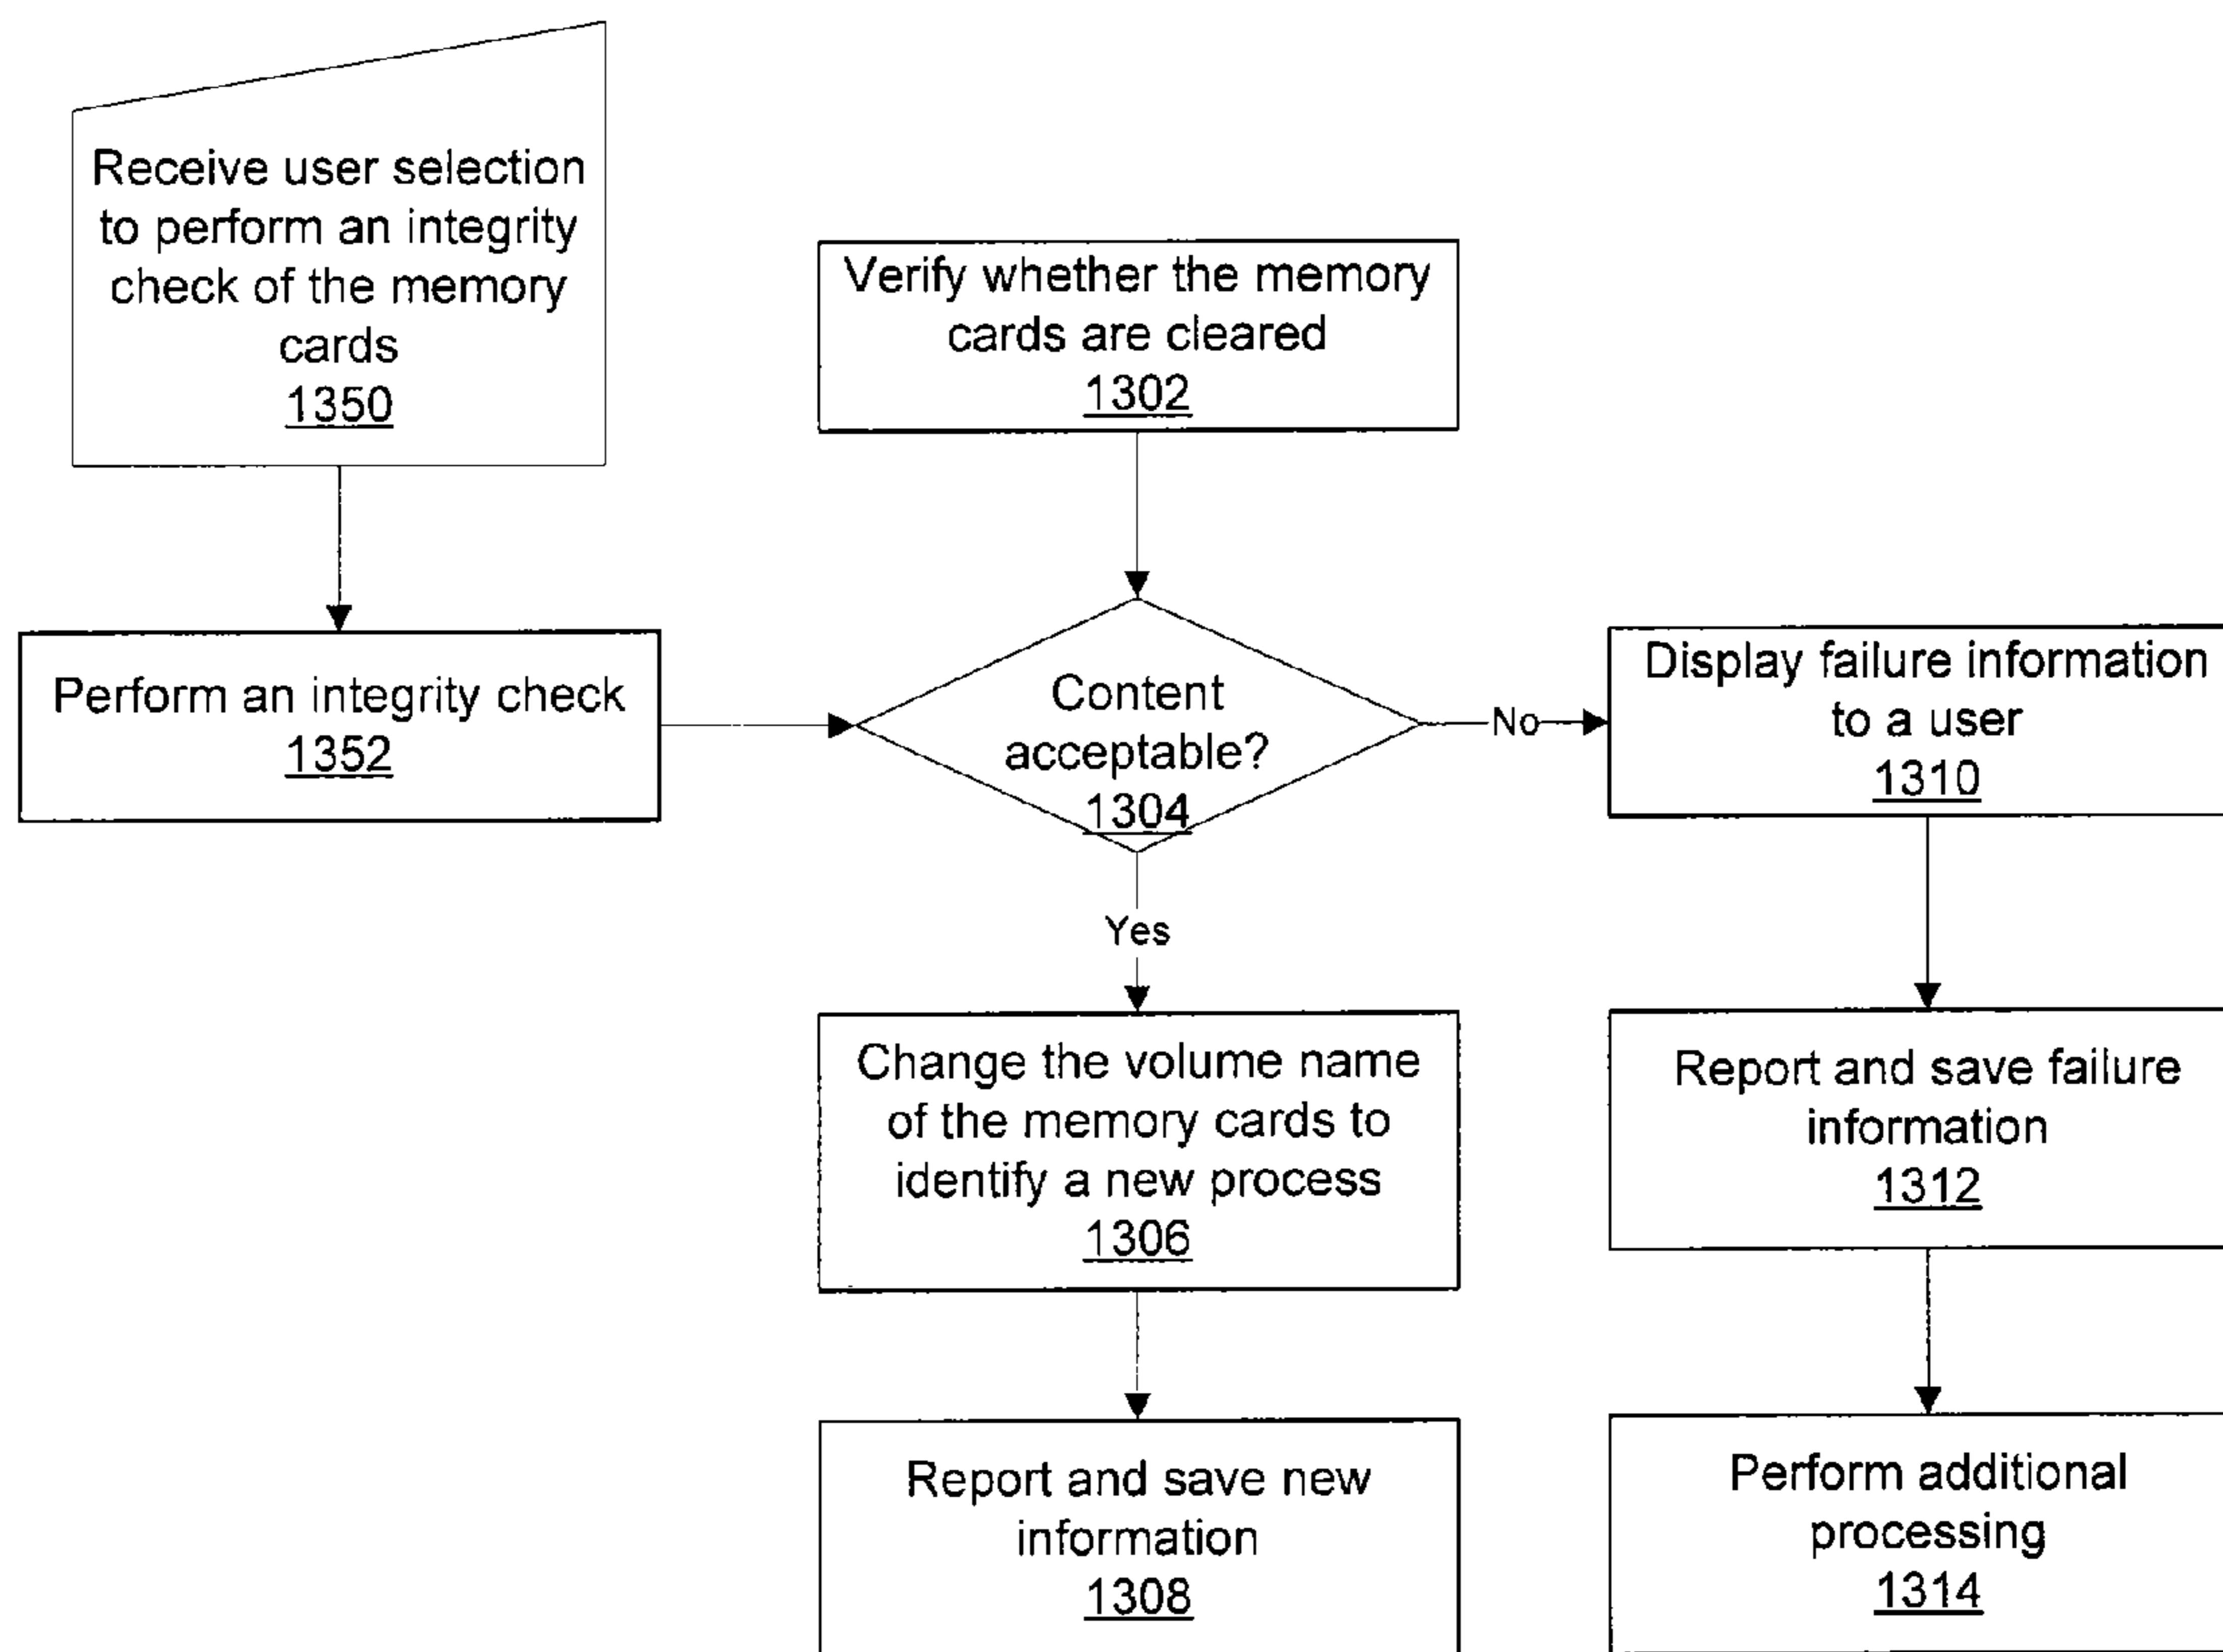 Receive user selection
to perform an integrity
check of the memory
cards
1350
Verify whether the memory
cards are cleared
1302
Perform an integrity check
1352
Content
acceptable?
1304
No
Display failure information
to a user
1310
Yes
Change the volume name
of the memory cards to
identify a new process
1306
Report and save failure
information
1312
Report and save new
information
1308
Perform additional
processing
1314